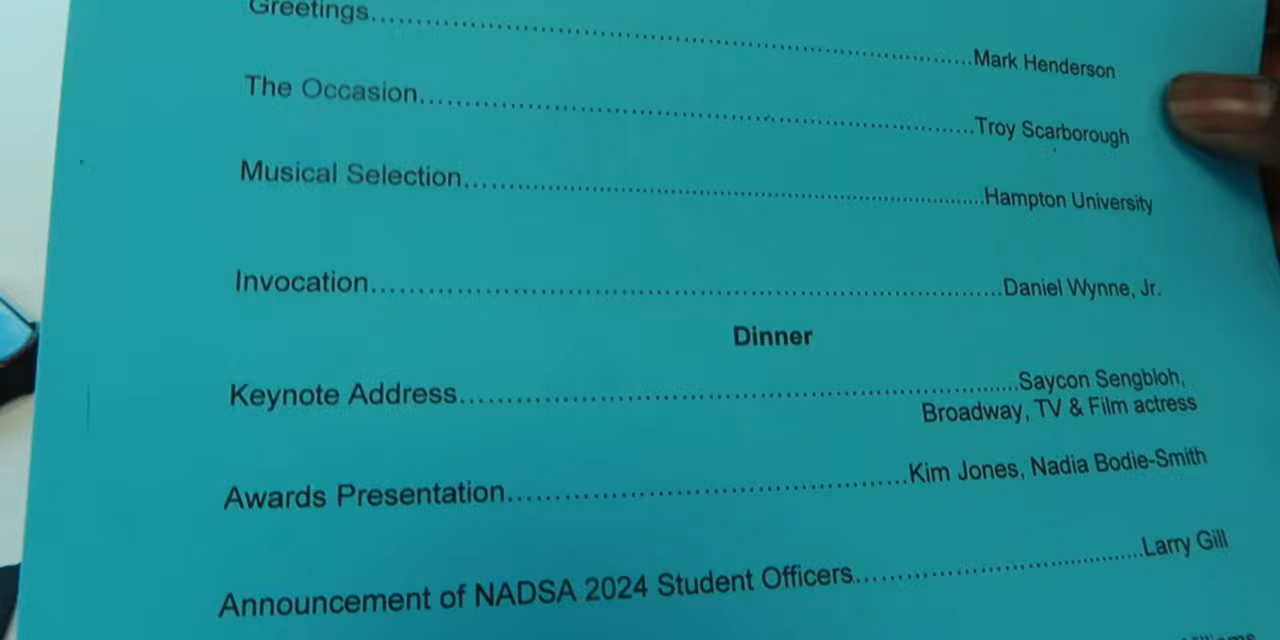 Greetings........................................Mark Henderson
The Occasion........................................Troy Scarborough
Musical Selection........................................Hampton University
Invocation........................................Daniel Wynne, Jr.
Dinner
Keynote Address........................................Saycon Sengbloh,
Broadway, TV & Film actress
Awards Presentation........................................Kim Jones, Nadia Bodie-Smith
Announcement of NADSA 2024 Student Officers........................................Larry Gill